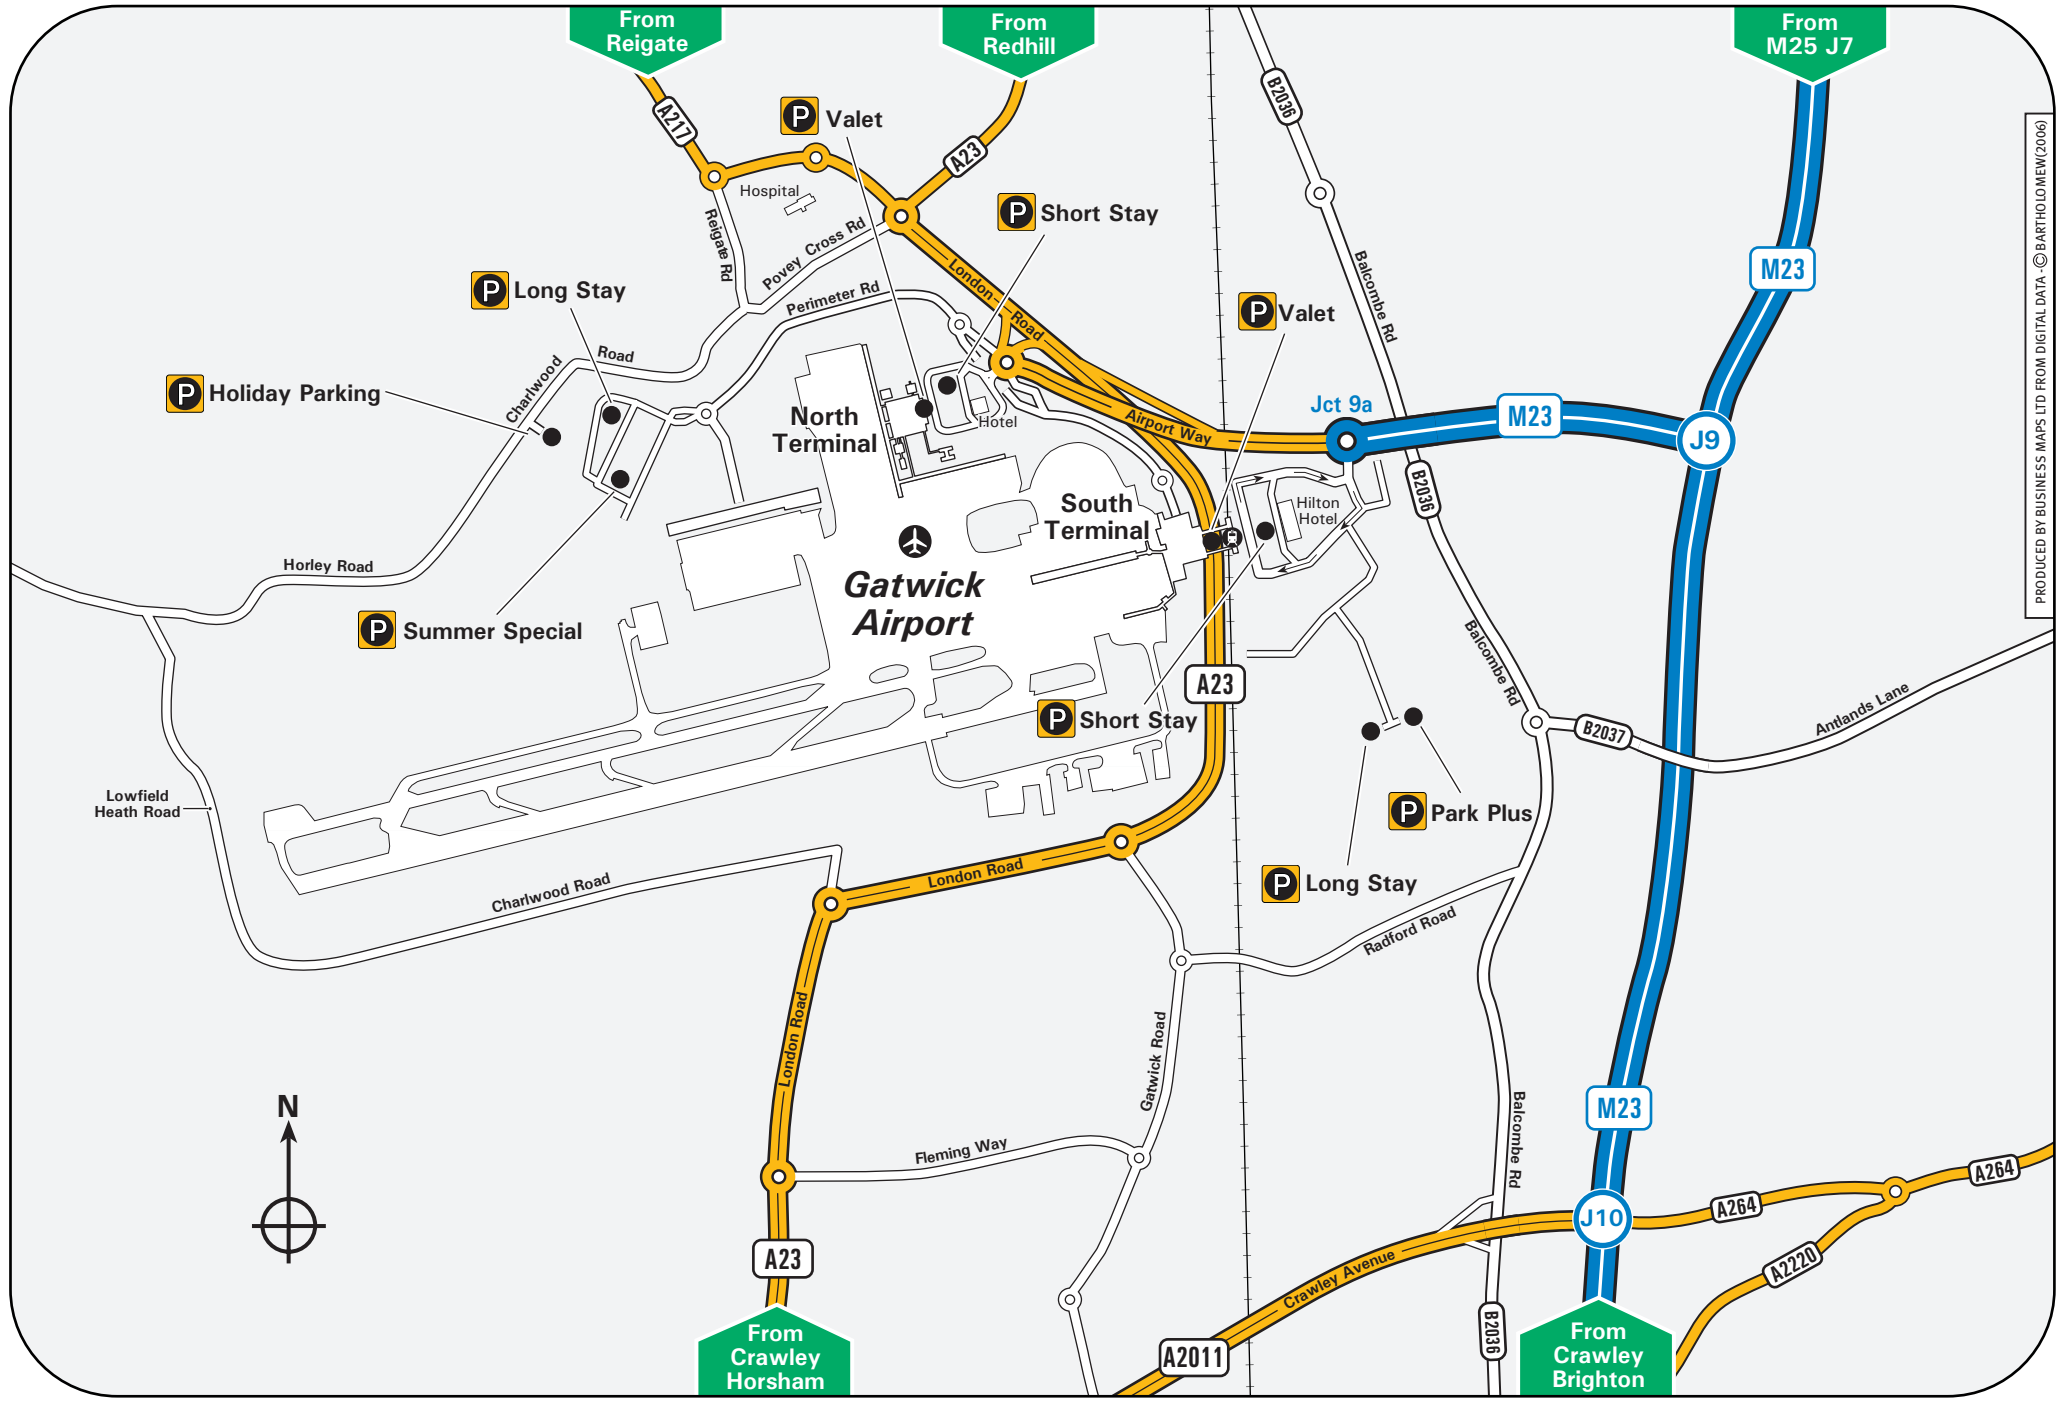 From
Reigate
From
Redhill
From
M25 J7
A217
P Valet
A23
B2036
Hospital
P Short Stay
Reigate Rd
Povey Cross Rd
London Road
Balcombe Rd
M23
P Long Stay
Perimeter Rd
P Valet
Charlwood Road
P Holiday Parking
North
Terminal
Hotel
Airport Way
Jct 9a
M23
J9
South
Terminal
Hilton
Hotel
B2036
Horley Road
Gatwick
Airport
P Summer Special
A23
Balcombe Rd
P Short Stay
B2037
Antlands Lane
Lowfield
Heath Road
P Park Plus
London Road
P Long Stay
Charlwood Road
Radford Road
London Road
Gatwick Road
N
M23
Balcombe Rd
Fleming Way
A264
A264
J10
A23
A2220
Crawley Avenue
B2036
A2011
From
Crawley
Horsham
From
Crawley
Brighton
PRODUCED BY BUSINESS MAPS LTD FROM DIGITAL DATA - © BARTHOLOMEW(2006)